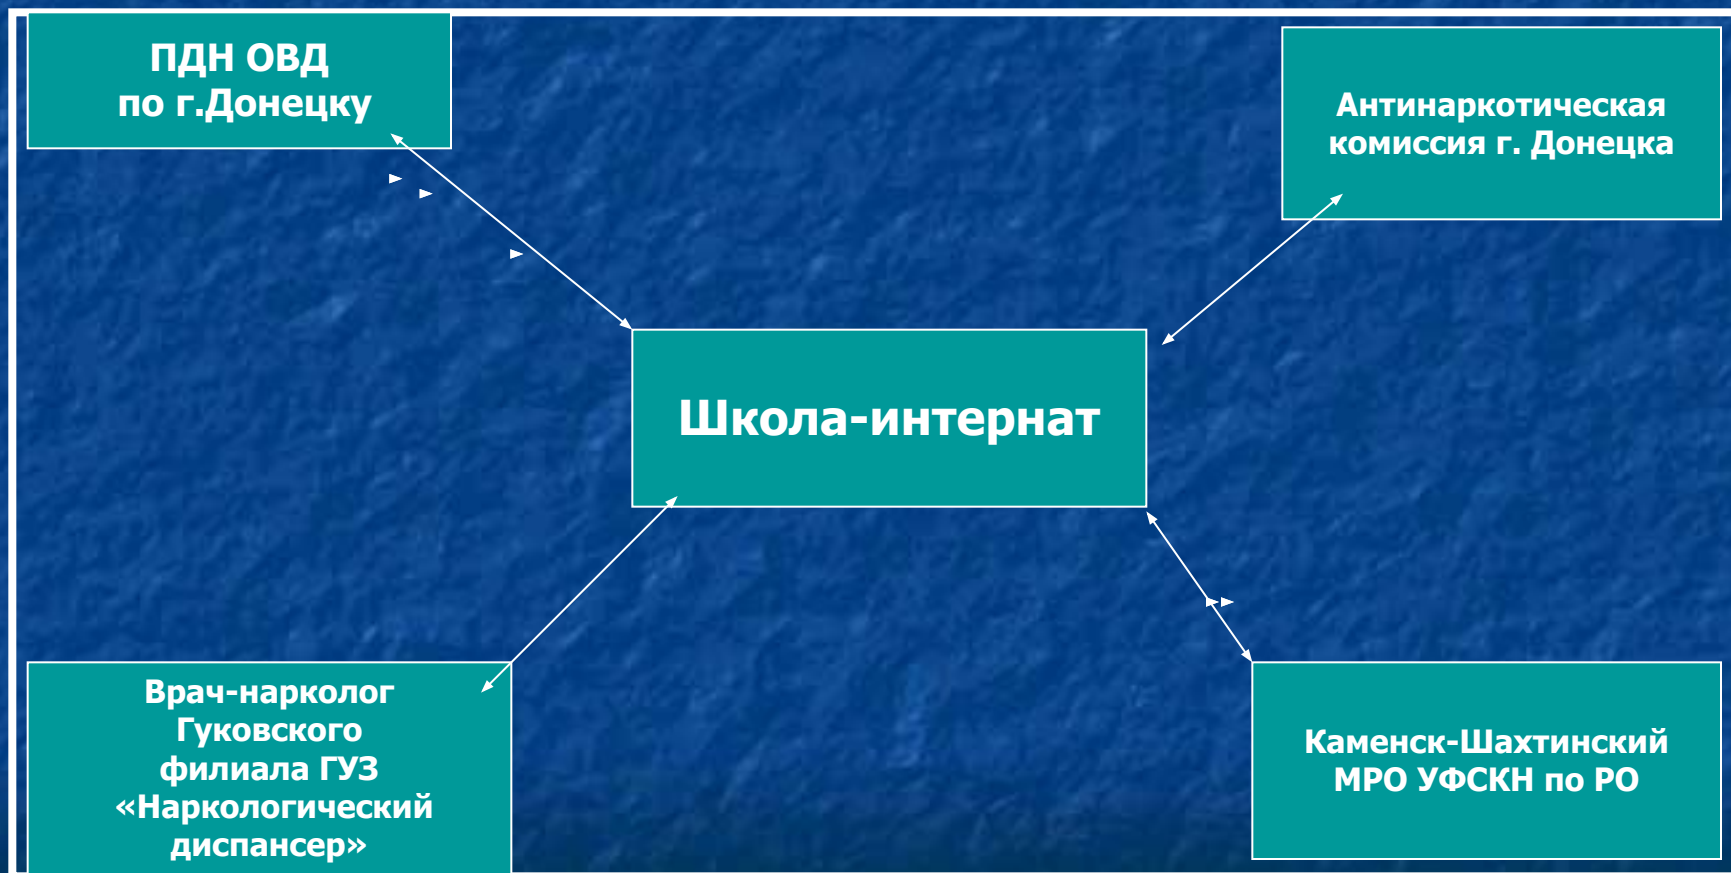 ПДН ОВД
по г.Донецку
Антинаркотическая
комиссия г. Донецка
Школа-интернат
Врач-нарколог
Гуковского
филиала ГУЗ
«Наркологический
диспансер»
Каменск-Шахтинский
МРО УФСКН по РО